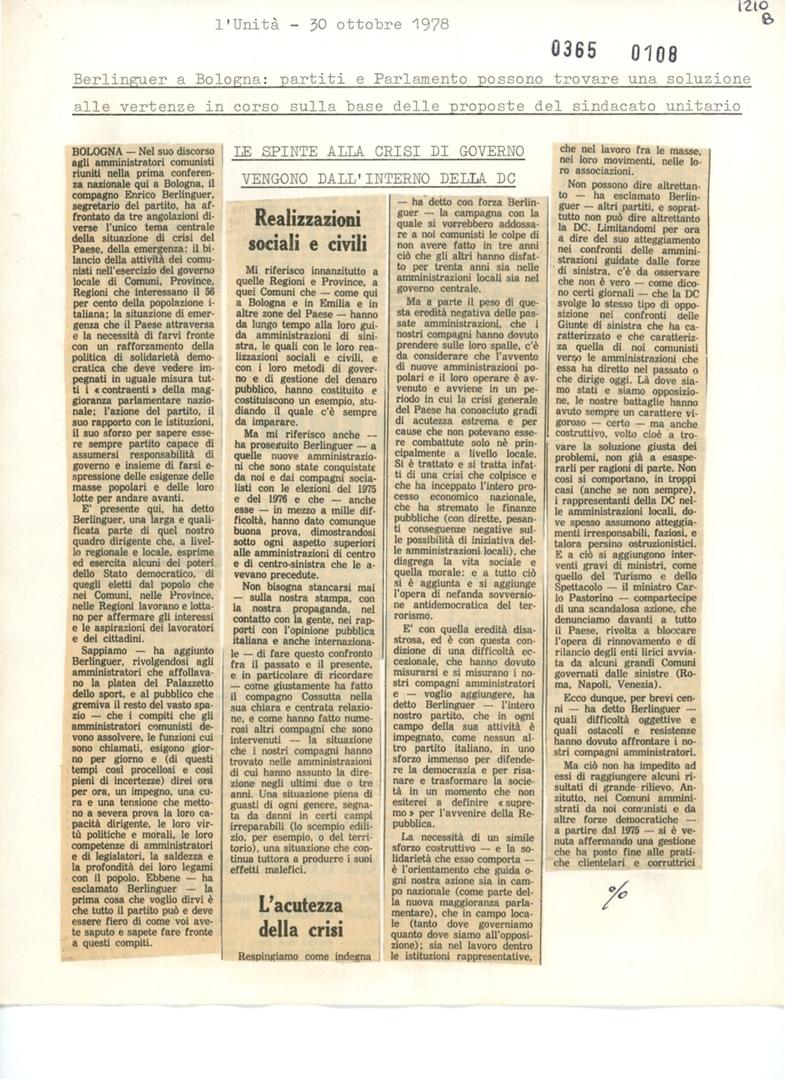 1210
B
l'Unità - 30 ottobre 1978
0365 0108
Berlinguer a Bologna: partiti e Parlamento possono trovare una soluzione
alle vertenze in corso sulla base delle proposte del sindacato unitario
LE SPINTE ALLA CRISI DI GOVERNO
VENGONO DALL'INTERNO DELLA DC
BOLOGNA — Nel suo discorso
agli amministratori comunisti
riuniti nella prima conferen-
za nazionale qui a Bologna, il
compagno Enrico Berlinguer,
segretario del partito, ha af-
frontato da tre angolazioni di-
verse l'unico tema centrale
della situazione di crisi del
Paese, della emergenza: il bi-
lancio della attività dei comu-
nisti nell'esercizio del governo
locale di Comuni, Province,
Regioni che interessano il 56
per cento della popolazione i-
taliana; la situazione di emer-
genza che il Paese attraversa
e la necessità di farvi fronte
con un rafforzamento della
politica di solidarietà demo-
cratica che deve vedere im-
pegnati in uguale misura tut-
ti i « contraenti » della mag-
gioranza parlamentare nazio-
nale; l'azione del partito, il
suo rapporto con le istituzioni,
il suo sforzo per sapere esse-
re sempre partito capace di
assumersi responsabilità di
governo e insieme di farsi e-
spressione delle esigenze delle
masse popolari e delle loro
lotte per andare avanti.
E' presente qui, ha detto
Berlinguer, una larga e quali-
ficata parte di quel nostro
quadro dirigente che, a livel-
lo regionale e locale, esprime
ed esercita alcuni dei poteri
dello Stato democratico, di
quegli eletti dal popolo che
nei Comuni, nelle Province,
nelle Regioni lavorano e lotta-
no per affermare gli interessi
e le aspirazioni dei lavoratori
e dei cittadini.
Sappiamo — ha aggiunto
Berlinguer, rivolgendosi agli
amministratori che affollava-
no la platea del Palazzetto
dello sport, e al pubblico che
gremiva il resto del vasto spa-
zio — che i compiti che gli
amministratori comunisti de-
vono assolvere, le funzioni cui
sono chiamati, esigono gior-
no per giorno e (di questi
tempi così procellosi e così
pieni di incertezze) direi ora
per ora, un impegno, una cu-
ra e una tensione che metto-
no a severa prova la loro ca-
pacità dirigente, le loro vir-
tù politiche e morali, le loro
competenze di amministratori
e di legislatori, la saldezza e
la profondità dei loro legami
con il popolo. Ebbene — ha
esclamato Berlinguer — la
prima cosa che voglio dirvi è
che tutto il partito può e deve
essere fiero di come voi ave-
te saputo e sapete fare fronte
a questi compiti.
Realizzazioni
sociali e civili
Mi riferisco innanzitutto a
quelle Regioni e Province, a
quei Comuni che — come qui
a Bologna e in Emilia e in
altre zone del Paese — hanno
da lungo tempo alla loro gui-
da amministrazioni di sini-
stra, le quali con le loro rea-
lizzazioni sociali e civili, e
con i loro metodi di gover-
no e di gestione del denaro
pubblico, hanno costituito e
costituiscono un esempio, stu-
diando il quale c'è sempre
da imparare.
Ma mi riferisco anche —
ha proseguito Berlinguer — a
quelle nuove amministrazio-
ni che sono state conquistate
da noi e dai compagni socia-
listi con le elezioni del 1975
e del 1976 e che — anche
esse — in mezzo a mille dif-
ficoltà, hanno dato comunque
buona prova, dimostrandosi
sotto ogni aspetto superiori
alle amministrazioni di centro
e di centro-sinistra che le a-
vevano precedute.
Non bisogna stancarsi mai
— sulla nostra stampa, con
la nostra propaganda, nel
contatto con la gente, nei rap-
porti con l'opinione pubblica
italiana e anche internaziona-
le — di fare questo confronto
fra il passato e il presente,
e in particolare di ricordare
— come giustamente ha fatto
il compagno Cossutta nella
sua chiara e centrata relazio-
ne, e come hanno fatto nume-
rosi altri compagni che sono
intervenuti — la situazione
che i nostri compagni hanno
trovato nelle amministrazioni
di cui hanno assunto la dire-
zione negli ultimi due o tre
anni. Una situazione piena di
guasti di ogni genere, segna-
ta da danni in certi campi
irreparabili (lo scempio edili-
zio, per esempio, o del terri-
torio), una situazione che con-
tinua tuttora a produrre i suoi
effetti malefici.
L'acutezza
della crisi
Respingiamo come indegna
— ha detto con forza Berlin-
guer — la campagna con la
quale si vorrebbero addossa-
re a noi comunisti le colpe di
non avere fatto in tre anni
ciò che gli altri hanno disfat-
to per trenta anni sia nelle
amministrazioni locali sia nel
governo centrale.
Ma a parte il peso di que-
sta eredità negativa delle pas-
sate amministrazioni, che i
nostri compagni hanno dovuto
prendere sulle loro spalle, c'è
da considerare che l'avvento
di nuove amministrazioni po-
polari e il loro operare è av-
venuto e avviene in un pe-
riodo in cui la crisi generale
del Paese ha conosciuto gradi
di acutezza estrema e per
cause che non potevano esse-
re combattute solo nè prin-
cipalmente a livello locale.
Si è trattato e si tratta infat-
ti di una crisi che colpisce e
che ha inceppato l'intero pro-
cesso economico nazionale,
che ha stremato le finanze
pubbliche (con dirette, pesan-
ti conseguenze negative sul-
le possibilità di iniziativa del-
le amministrazioni locali), che
disgrega la vita sociale e
quella morale: e a tutto ciò
si è aggiunta e si aggiunge
l'opera di nefanda sovversio-
ne antidemocratica del ter-
rorismo.
E' con quella eredità disa-
strosa, ed è con questa con-
dizione di una difficoltà ec-
cezionale, che hanno dovuto
misurarsi e si misurano i no-
stri compagni amministratori
e — voglio aggiungere, ha
detto Berlinguer — l'intero
nostro partito, che in ogni
campo della sua attività è
impegnato, come nessun al-
tro partito italiano, in uno
sforzo immenso per difende-
re la democrazia e per risa-
nare e trasformare la socie-
tà in un momento che non
esiterei a definire « supre-
mo » per l'avvenire della Re-
pubblica.
La necessità di un simile
sforzo costruttivo — e la so-
lidarietà che esso comporta —
è l'orientamento che guida o-
gni nostra azione sia in cam-
po nazionale (come parte del-
la nuova maggioranza parla-
mentare), che in campo loca-
le (tanto dove governiamo
quanto dove siamo all'opposi-
zione); sia nel lavoro dentro
le istituzioni rappresentative,
che nel lavoro fra le masse,
nei loro movimenti, nelle lo-
ro associazioni.
Non possono dire altrettan-
to — ha esclamato Berlin-
guer — altri partiti, e soprat-
tutto non può dire altrettanto
la DC. Limitandomi per ora
a dire del suo atteggiamento
nei confronti delle ammini-
strazioni guidate dalle forze
di sinistra, c'è da osservare
che non è vero — come dico-
no certi giornali — che la DC
svolge lo stesso tipo di oppo-
sizione nei confronti delle
Giunte di sinistra che ha ca-
ratterizzato e che caratteriz-
za quella di noi comunisti
verso le amministrazioni che
essa ha diretto nel passato o
che dirige oggi. Là dove sia-
mo stati e siamo opposizio-
ne, le nostre battaglie hanno
avuto sempre un carattere vi-
goroso — certo — ma anche
costruttivo, volto cioè a tro-
vare la soluzione giusta dei
problemi, non già a esaspe-
rarli per ragioni di parte. Non
così si comportano, in troppi
casi (anche se non sempre),
i rappresentanti della DC nel-
le amministrazioni locali, do-
ve spesso assumono atteggia-
menti irresponsabili, faziosi, e
talora persino ostruzionistici.
E a ciò si aggiungono inter-
venti gravi di ministri, come
quello del Turismo e dello
Spettacolo — il ministro Car-
lo Pastorino — compartecipe
di una scandalosa azione, che
denunciamo davanti a tutto
il Paese, rivolta a bloccare
l'opera di rinnovamento e di
rilancio degli enti lirici avvia-
ta da alcuni grandi Comuni
governati dalle sinistre (Ro-
ma, Napoli, Venezia).
Ecco dunque, per brevi cen-
ni — ha detto Berlinguer —
quali difficoltà oggettive e
quali ostacoli e resistenze
hanno dovuto affrontare i no-
stri compagni amministratori.
Ma ciò non ha impedito ad
essi di raggiungere alcuni ri-
sultati di grande rilievo. An-
zitutto, nei Comuni ammini-
strati da noi comunisti e da
altre forze democratiche —
a partire dal 1975 — si è ve-
nuta affermando una gestione
che ha posto fine alle prati-
che clientelari e corruttrici
%